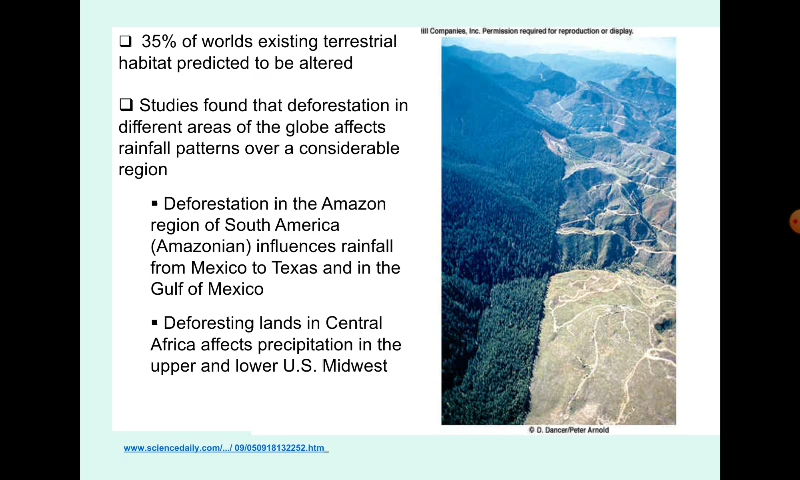 ❑ 35% of worlds existing terrestrial
habitat predicted to be altered
❑ Studies found that deforestation in
different areas of the globe affects
rainfall patterns over a considerable
region
▪ Deforestation in the Amazon
region of South America
(Amazonian) influences rainfall
from Mexico to Texas and in the
Gulf of Mexico
▪ Deforesting lands in Central
Africa affects precipitation in the
upper and lower U.S. Midwest
Companies, Inc. Permission required for reproduction or display.
© D. Dancer/Peter Arnold
www.sciencedaily.com/.../ 09/050918132252.htm